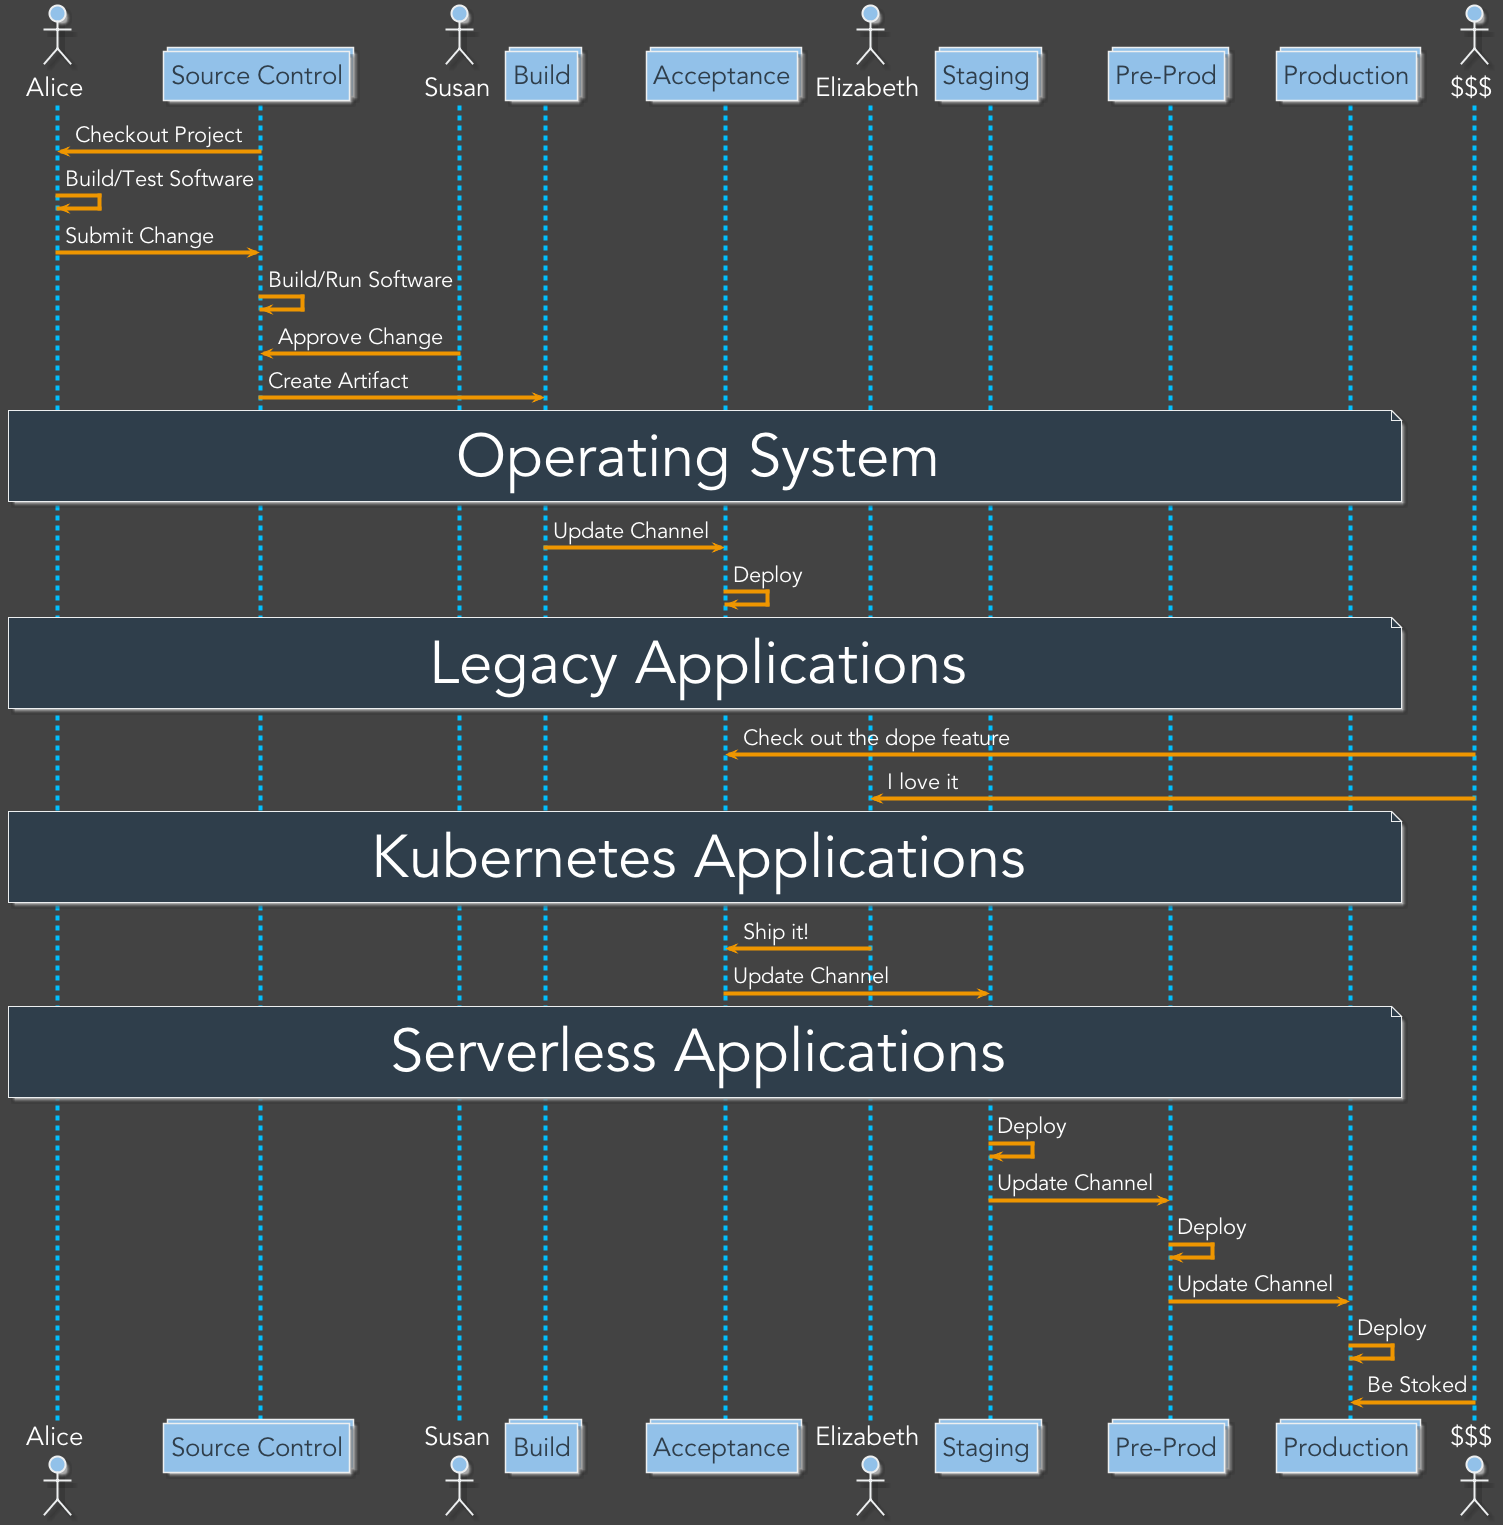 Alice
Source Control
Susan
Build
Acceptance
Elizabeth
Staging
Pre-Prod
Production
$$$
Checkout Project
Build/Test Software
Submit Change
Build/Run Software
Approve Change
Create Artifact
Operating System
Update Channel
Deploy
Legacy Applications
Check out the dope feature
I love it
Kubernetes Applications
Ship it!
Update Channel
Serverless Applications
Deploy
Update Channel
Deploy
Update Channel
Deploy
Be Stoked
Alice
Source Control
Susan
Build
Acceptance
Elizabeth
Staging
Pre-Prod
Production
$$$